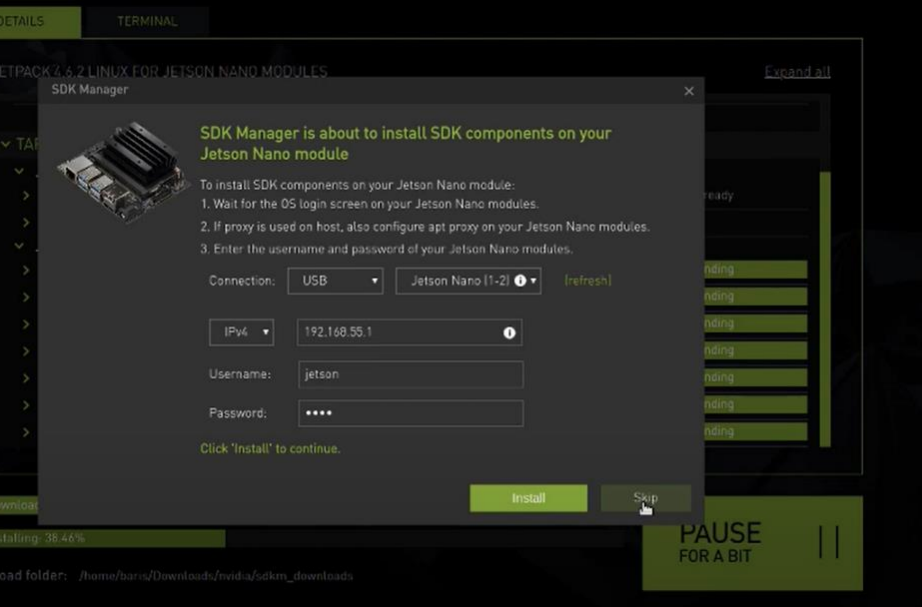 DETAILS
TERMINAL
ETPACK 4.6.2 LINUX FOR JETSON NANO MODULES
Expand all
SDK Manager
SDK Manager is about to install SDK components on your
Jetson Nano module
To install SDK components on your Jetson Nano module:
1. Wait for the OS login screen on your Jetson Nano modules.
2. If proxy is used on host, also configure apt proxy on your Jetson Nano modules.
3. Enter the username and password of your Jetson Nano modules.
Connection:
USB
Jetson Nano [1-2]
[refresh]
IPv4
192.168.55.1
Username:
jetson
Password:
••••
Click 'Install' to continue.
Install
Skip
TAR
eady
nding
nding
nding
nding
nding
nding
nding
wnload
stalling: 38.46%
PAUSE
FOR A BIT
oad folder: /home/baris/Downloads/nvidia/sdkm_downloads